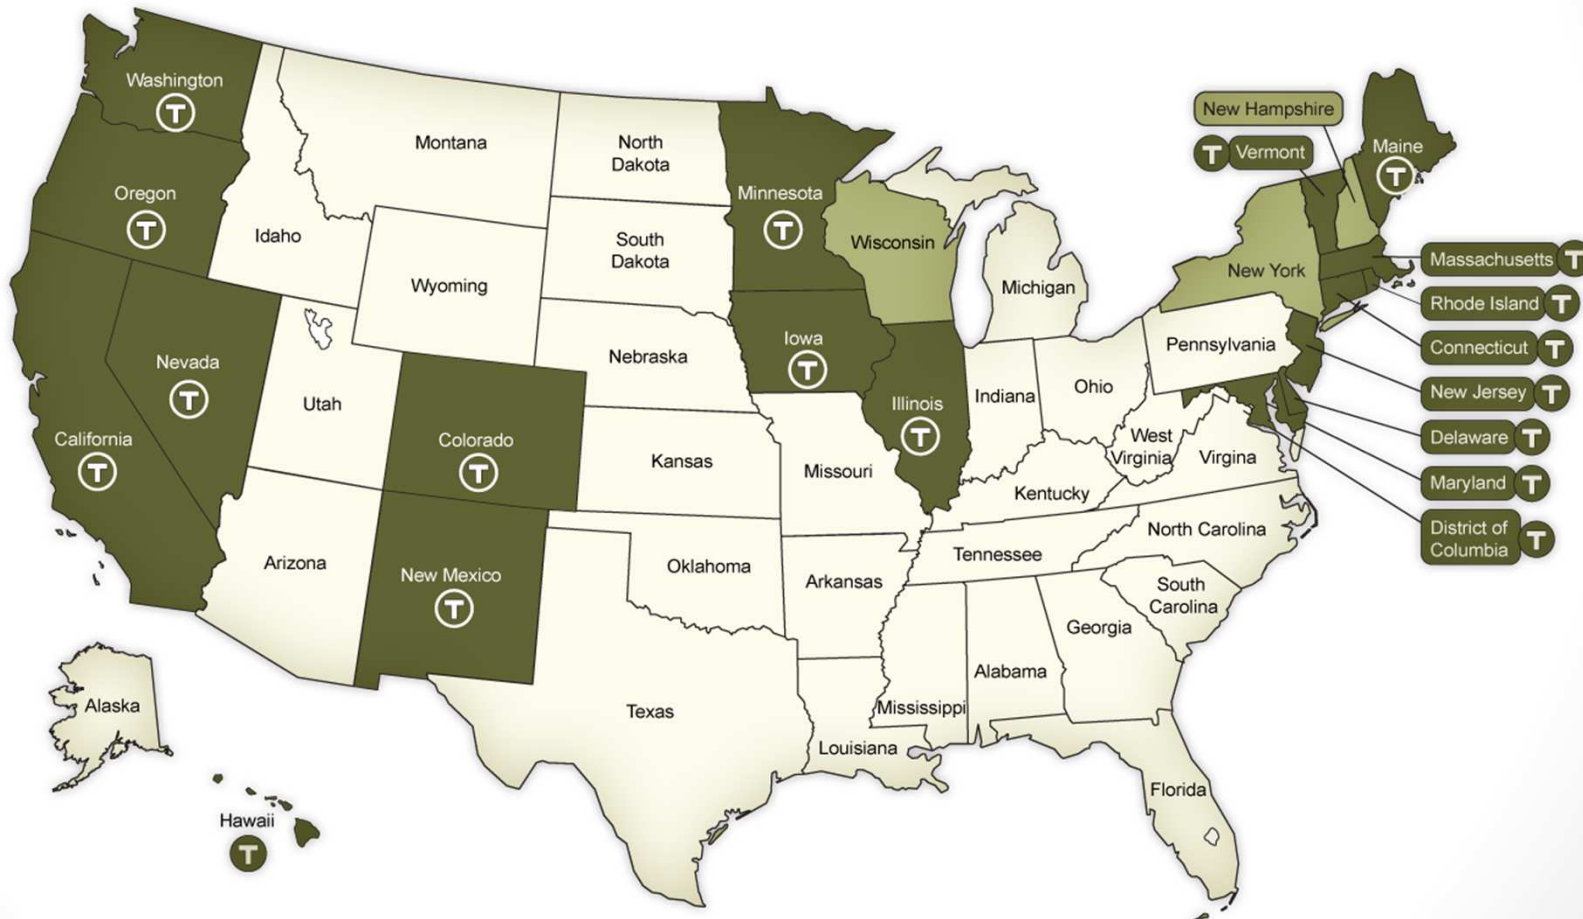 Washington
T
Oregon
T
California
T
Nevada
T
Idaho
Montana
Wyoming
Utah
Colorado
T
Arizona
New Mexico
T
North
Dakota
South
Dakota
Nebraska
Kansas
Oklahoma
Texas
Minnesota
T
Iowa
T
Missouri
Arkansas
Louisiana
Wisconsin
Illinois
T
Michigan
Indiana
Ohio
Kentucky
Tennessee
Mississippi
Alabama
Georgia
Florida
South
Carolina
North Carolina
Virgina
West
Virginia
Pennsylvania
New York
New Hampshire
T Vermont
Maine
T
Massachusetts T
Rhode Island T
Connecticut T
New Jersey T
Delaware T
Maryland T
District of
Columbia T
Alaska
Hawaii
T